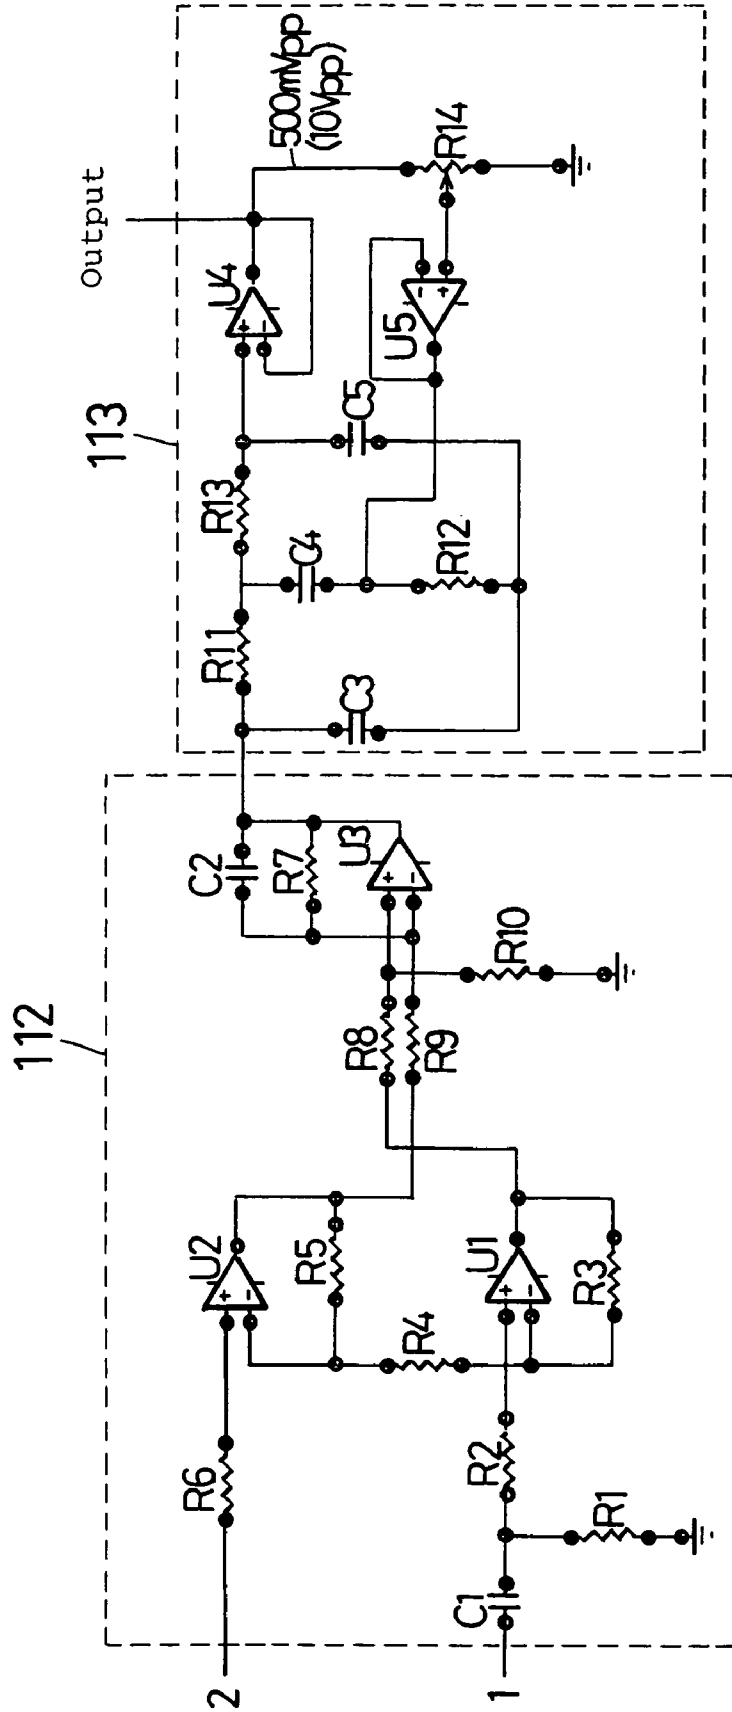 112
113
Output
500mVpp
(10Vpp)
2
1
R6
C1
R2
R1
U2
+
−
R5
R4
U1
+
−
R3
R8
R9
R10
C2
R7
U3
+
−
R11
R13
C3
C4
R12
C5
U4
+
−
U5
−
+
R14